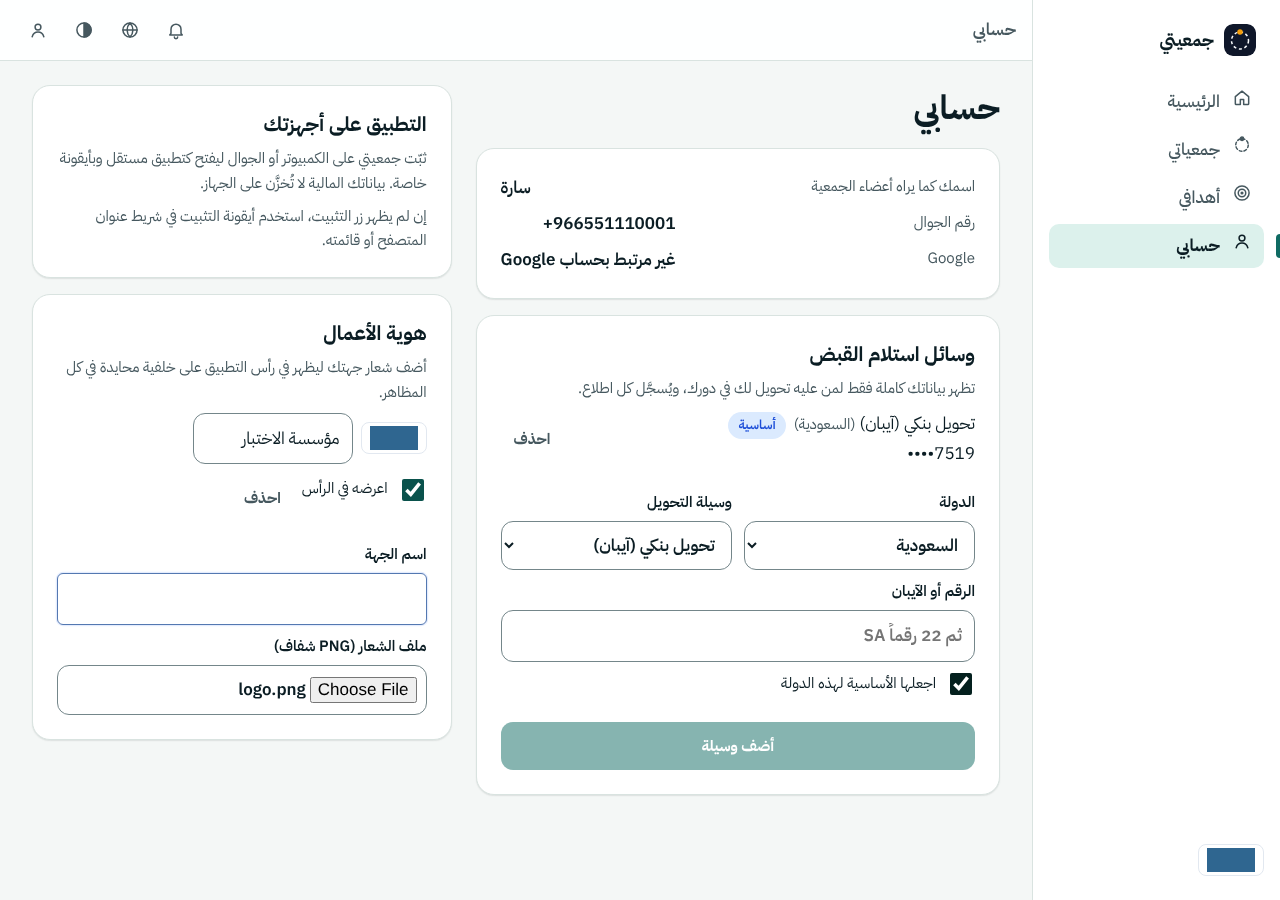 جمعيتي
الرئيسية
جمعياتي
أهدافي
حسابي
حسابي
حسابي
اسمك كما يراه أعضاء الجمعية
سارة
رقم الجوال
+966551110001
Google
غير مرتبط بحساب Google
وسائل استلام القبض
تظهر بياناتك كاملة فقط لمن عليه تحويل لك في دورك، ويُسجَّل كل اطلاع.
تحويل بنكي (آيبان) (السعودية) أساسية
••••7519
احذف
الدولة
السعودية
وسيلة التحويل
تحويل بنكي (آيبان)
الرقم أو الآيبان
SA ثم 22 رقماً
اجعلها الأساسية لهذه الدولة
أضف وسيلة
التطبيق على أجهزتك
ثبّت جمعيتي على الكمبيوتر أو الجوال ليفتح كتطبيق مستقل وبأيقونة
خاصة. بياناتك المالية لا تُخزَّن على الجهاز.
إن لم يظهر زر التثبيت، استخدم أيقونة التثبيت في شريط عنوان
المتصفح أو قائمته.
هوية الأعمال
أضف شعار جهتك ليظهر في رأس التطبيق على خلفية محايدة في كل
المظاهر.
مؤسسة الاختبار
اعرضه في الرأس
احذف
اسم الجهة
ملف الشعار (PNG شفاف)
Choose File logo.png